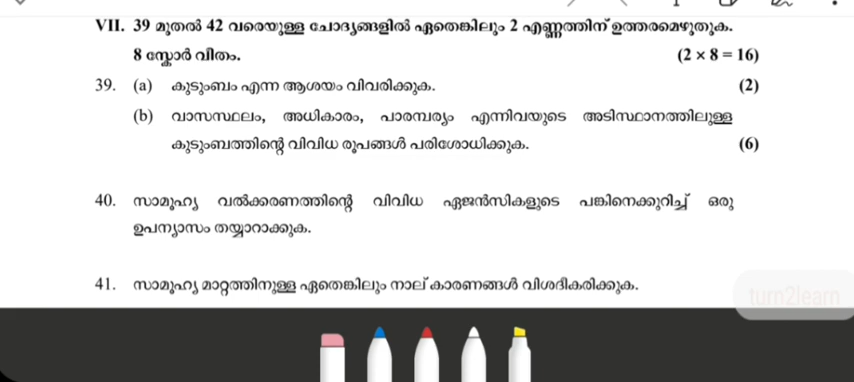 VII. 39 മുതൽ 42 വരെയുള്ള ചോദ്യങ്ങളിൽ ഏതെങ്കിലും 2 എണ്ണത്തിന് ഉത്തരമെഴുതുക.
8 സ്കോർ വീതം. (2 × 8 = 16)
39. (a) കുടുംബം എന്ന ആശയം വിവരിക്കുക. (2)
(b) വാസസ്ഥലം, അധികാരം, പാരമ്പര്യം എന്നിവയുടെ അടിസ്ഥാനത്തിലുള്ള
കുടുംബത്തിന്റെ വിവിധ രൂപങ്ങൾ പരിശോധിക്കുക. (6)
40. സാമൂഹ്യ വൽക്കരണത്തിന്റെ വിവിധ ഏജൻസികളുടെ പങ്കിനെക്കുറിച്ച് ഒരു
ഉപന്യാസം തയ്യാറാക്കുക.
41. സാമൂഹ്യ മാറ്റത്തിനുള്ള ഏതെങ്കിലും നാല് കാരണങ്ങൾ വിശദീകരിക്കുക.
turn2learn